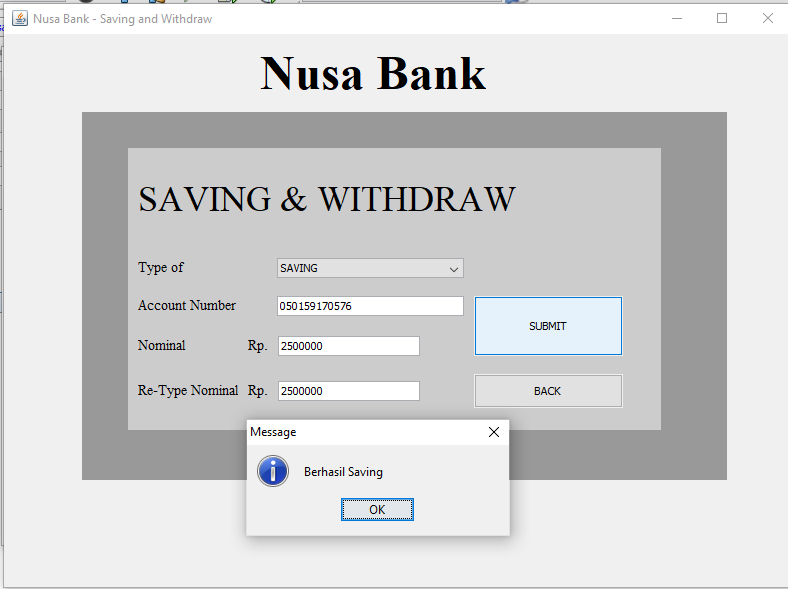 Nusa Bank - Saving and Withdraw
Nusa Bank
SAVING & WITHDRAW
Type of
SAVING
Account Number
050159170576
SUBMIT
Nominal
Rp.
2500000
Re-Type Nominal
Rp.
2500000
BACK
Message
Berhasil Saving
OK